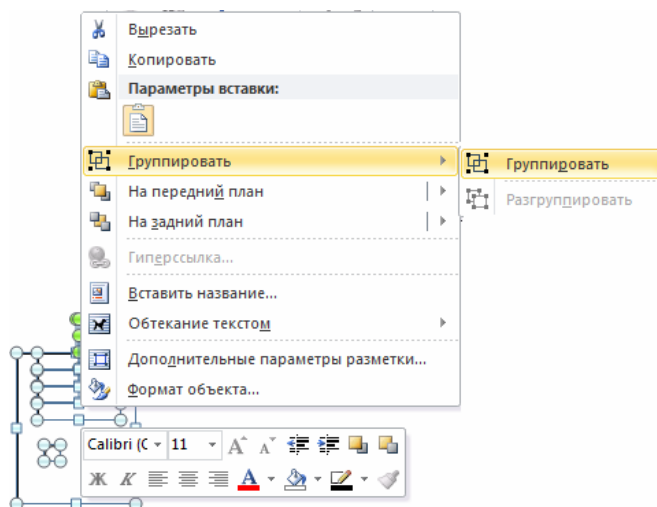 Вырезать
Копировать
Параметры вставки:
Группировать
Группировать
На передний план
Разгруппировать
На задний план
Гиперссылка...
Вставить название...
Обтекание текстом
Дополнительные параметры разметки...
Формат объекта...
Calibri (С 11 A A
Ж К A